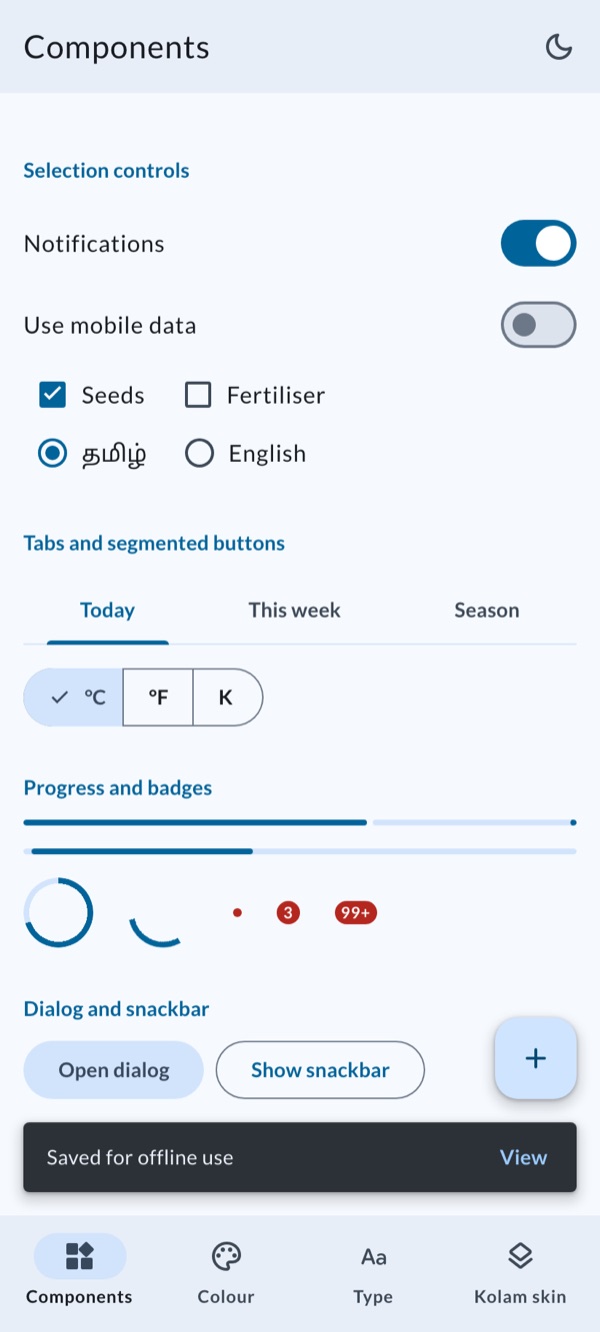 Components
Selection controls
Notifications
Use mobile data
Seeds Fertiliser
தமிழ் English
Tabs and segmented buttons
Today This week Season
°C °F K
Progress and badges
3 99+
Dialog and snackbar
Open dialog Show snackbar +
Saved for offline use View
Aa
Components Colour Type Kolam skin